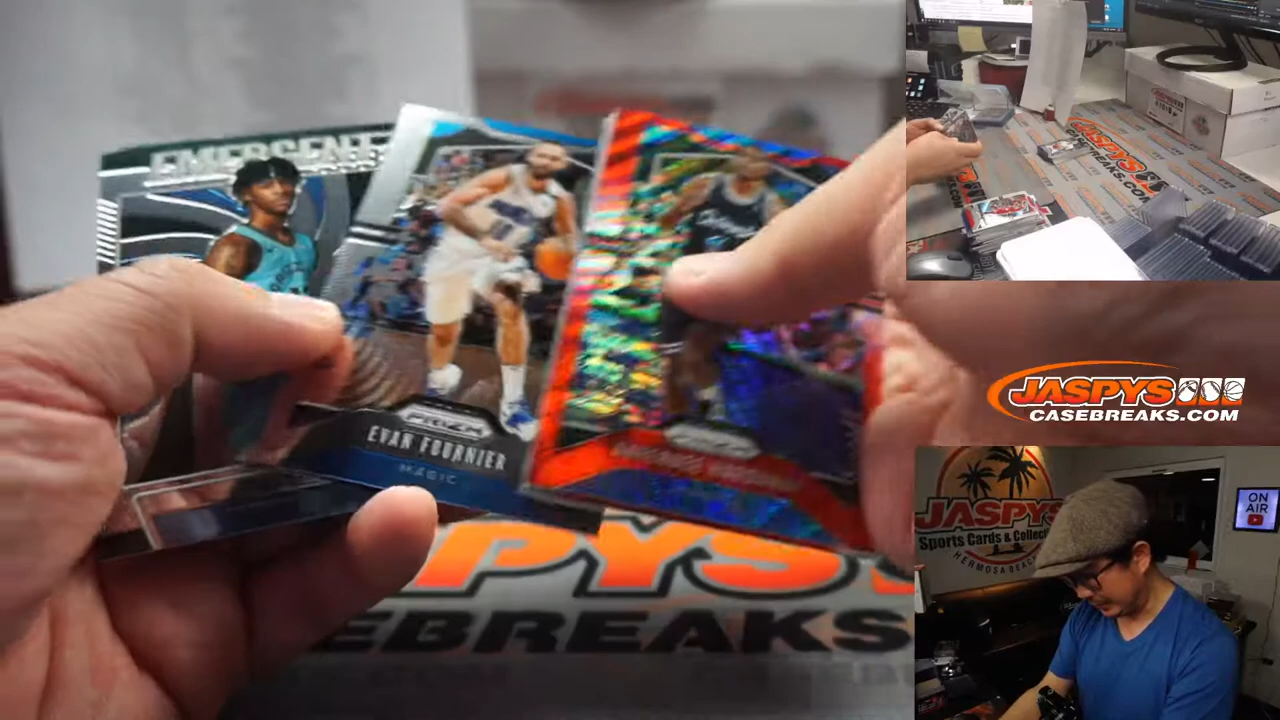 EMERGENT
EVAN FOURNIER
MAGIC
PRIZM
PYS
EBREAKS
JASPYS
CASEBREAKS.COM
JASPYS
CASEBREAKS.COM
JASPYS
Sports Cards & Collecti
HERMOSA BEACH
ON
AIR